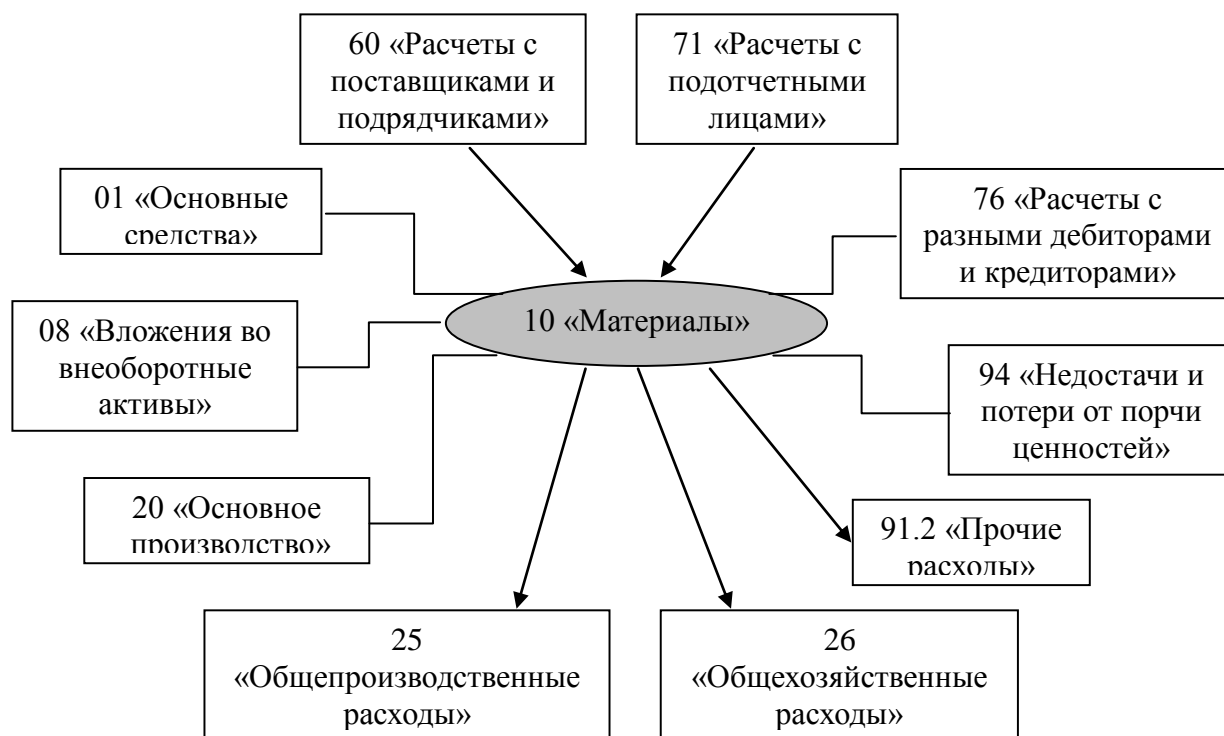 60 «Расчеты с
поставщиками и
подрядчиками»
71 «Расчеты с
подотчетными
лицами»
01 «Основные
средства»
76 «Расчеты с
разными дебиторами
и кредиторами»
10 «Материалы»
08 «Вложения во
внеоборотные
активы»
94 «Недостачи и
потери от порчи
ценностей»
20 «Основное
производство»
91.2 «Прочие
расходы»
25
«Общепроизводственные
расходы»
26
«Общехозяйственные
расходы»